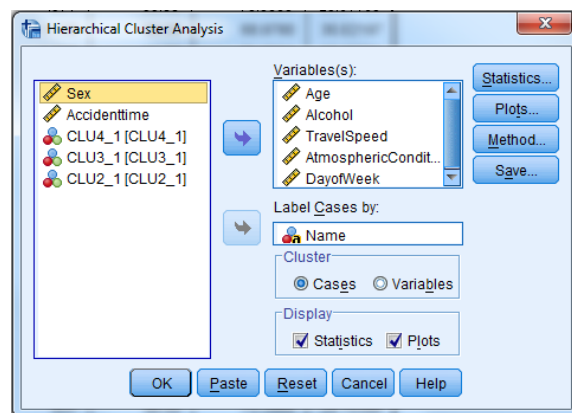 Hierarchical Cluster Analysis
Sex
Accidenttime
CLU4_1 [CLU4_1]
CLU3_1 [CLU3_1]
CLU2_1 [CLU2_1]
Variables(s):
Age
Alcohol
TravelSpeed
AtmosphericCondit...
DayofWeek
Label Cases by:
Name
Cluster
Cases Variables
Display
Statistics Plots
Statistics...
Plots...
Method...
Save...
OK Paste Reset Cancel Help